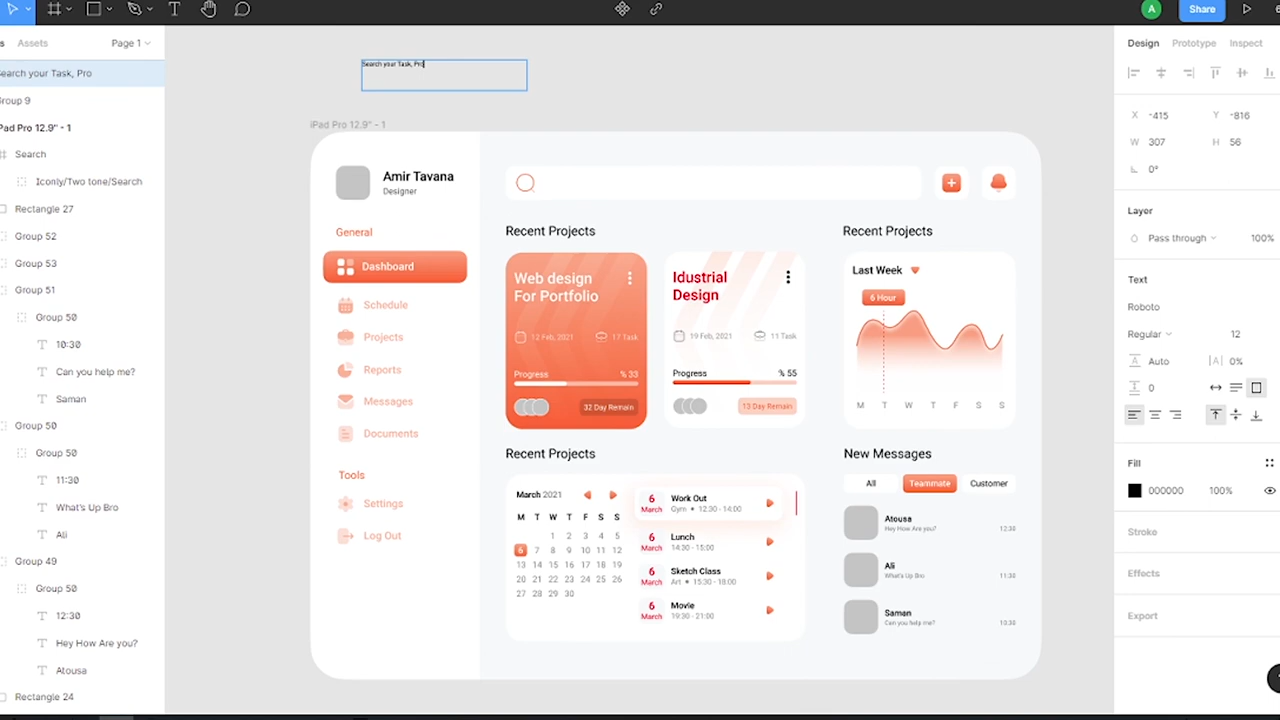 A
Share
Assets
Page 1
Search your Task, Pro
Group 9
iPad Pro 12.9" - 1
Search
Iconly/Two tone/Search
Rectangle 27
Group 52
Group 53
Group 51
Group 50
10:30
Can you help me?
Saman
Group 50
Group 50
11:30
What's Up Bro
Ali
Group 49
Group 50
12:30
Hey How Are you?
Atousa
Rectangle 24
Search your Task, Pro
iPad Pro 12.9" - 1
Amir Tavana
Designer
General
Dashboard
Schedule
Projects
Reports
Messages
Documents
Tools
Settings
Log Out
Recent Projects
Web design
For Portfolio
12 Feb, 2021
17 Task
Progress
% 33
32 Day Remain
Idustrial
Design
19 Feb, 2021
11 Task
Progress
% 55
13 Day Remain
Recent Projects
Last Week
6 Hour
M T W T F S S
Recent Projects
March 2021
M T W T F S S
1 2 3 4 5
6 7 8 9 10 11 12
13 14 15 16 17 18 19
20 21 22 23 24 25 26
27 28 29 30
6
March
Work Out
Gym • 12:30 - 14:00
6
March
Lunch
14:30 - 15:00
6
March
Sketch Class
Art • 15:30 - 18:00
6
March
Movie
19:30 - 21:00
New Messages
All
Teammate
Customer
Atousa
Hey How Are you?
12:30
Ali
What's Up Bro
11:30
Saman
Can you help me?
10:30
Design
Prototype
Inspect
X -415
Y -816
W 307
H 56
0°
Layer
Pass through
100%
Text
Roboto
Regular
12
Auto
0%
0
Fill
000000
100%
Stroke
Effects
Export